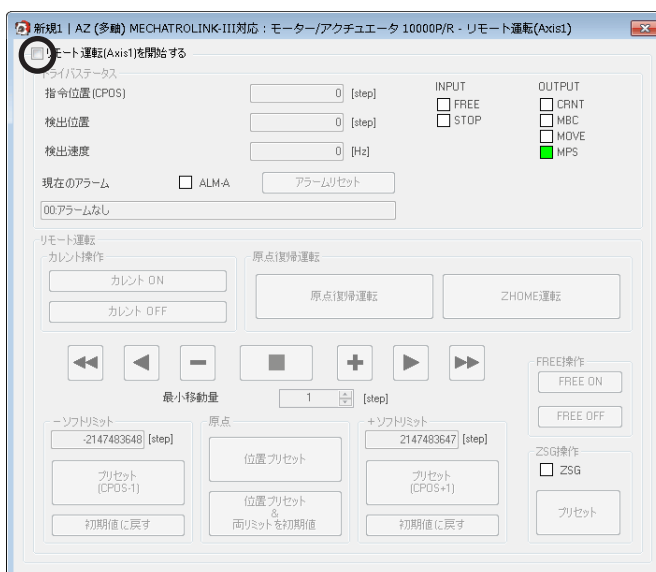 新規1 | AZ (多軸) MECHATROLINK-III対応：モーター/アクチュエータ 10000P/R - リモート運転(Axis1)
リモート運転(Axis1)を開始する
ドライバステータス
指令位置(CPOS) 0 [step]
検出位置 0 [step]
検出速度 0 [Hz]
INPUT
FREE
STOP
OUTPUT
CRNT
MBC
MOVE
MPS
現在のアラーム ALM-A アラームリセット
00:アラームなし
リモート運転
カレント操作
カレント ON
カレント OFF
原点復帰運転
原点復帰運転
ZHOME運転
最小移動量 1 [step]
FREE操作
FREE ON
FREE OFF
－ソフトリミット
-2147483648 [step]
プリセット
(CPOS-1)
初期値に戻す
原点
位置プリセット
位置プリセット
&
両リミットを初期値
＋ソフトリミット
2147483647 [step]
プリセット
(CPOS+1)
初期値に戻す
ZSG操作
ZSG
プリセット